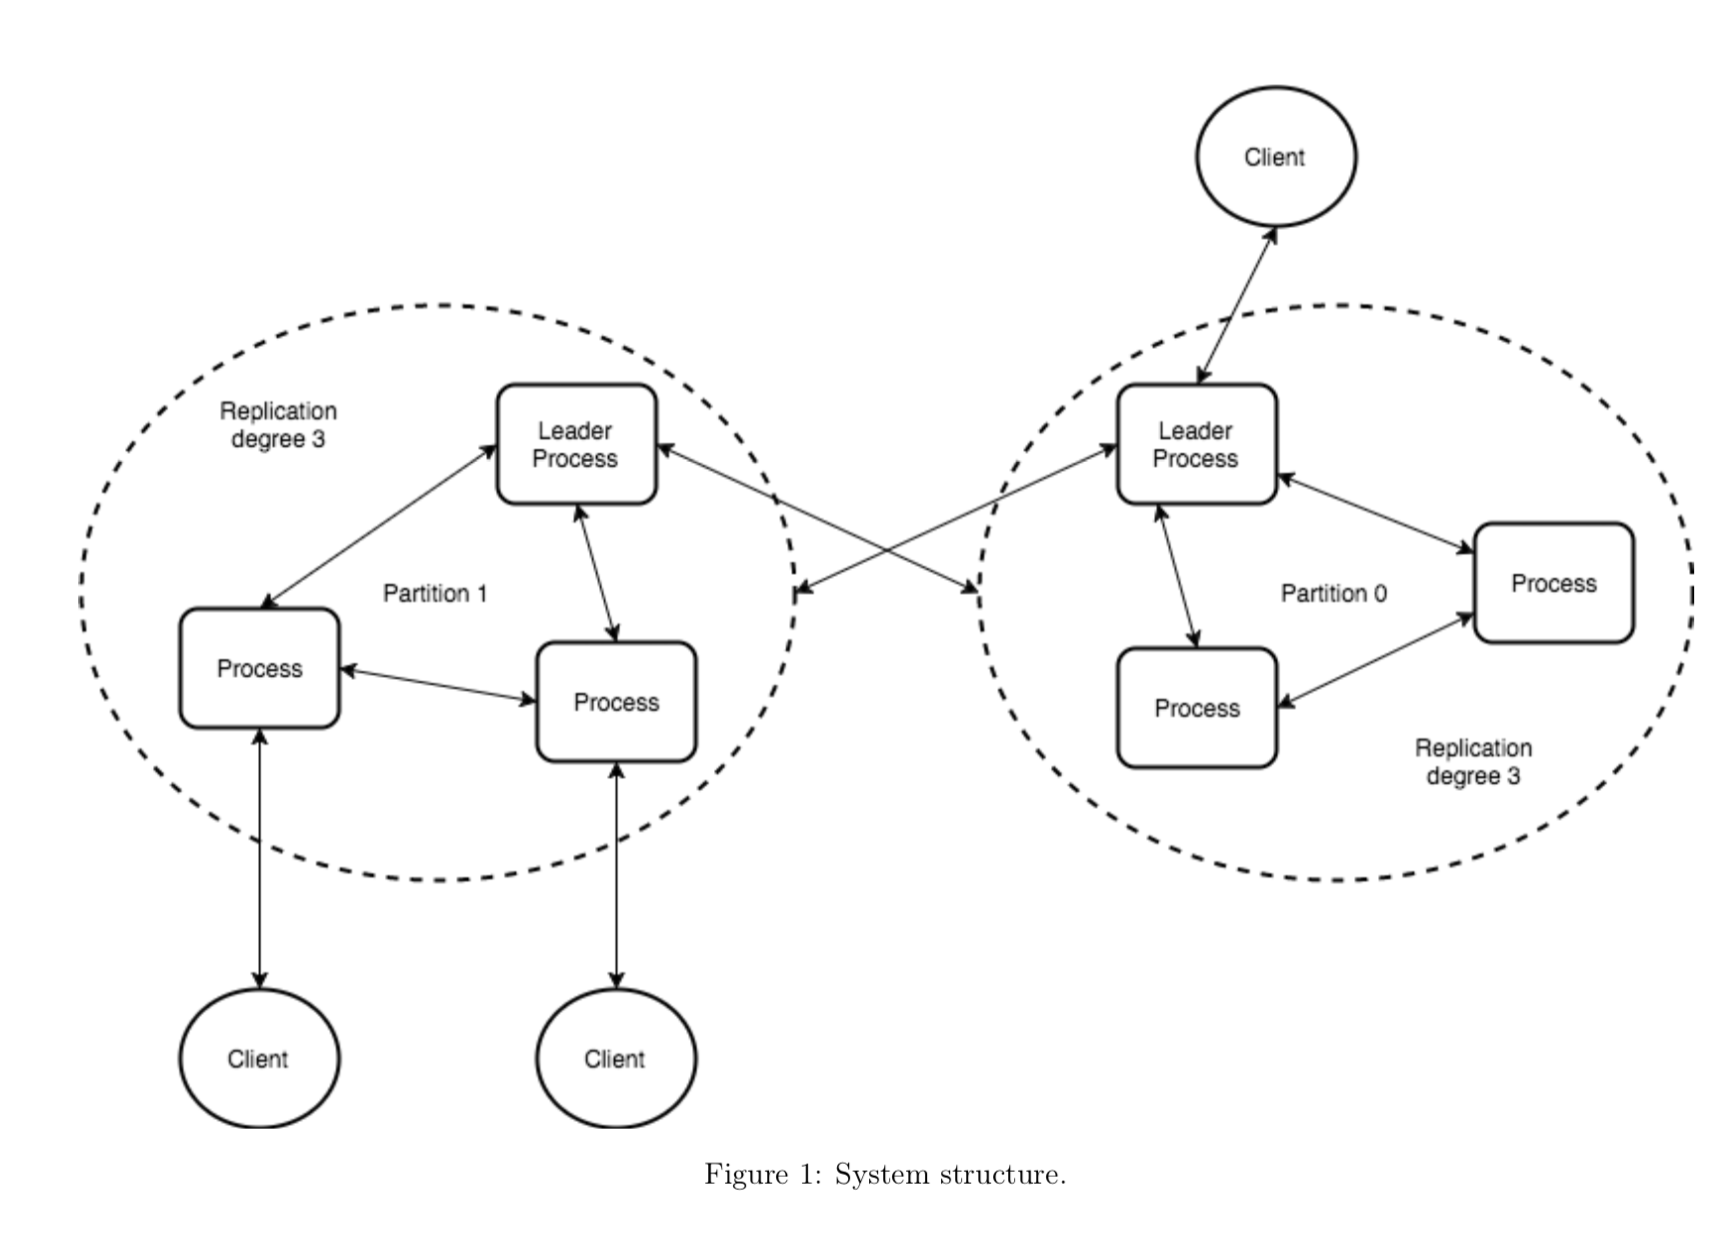 Client
Replication
degree 3
Leader
Process
Leader
Process
Process
Partition 1
Partition 0
Process
Process
Process
Replication
degree 3
Client
Client
Figure 1: System structure.